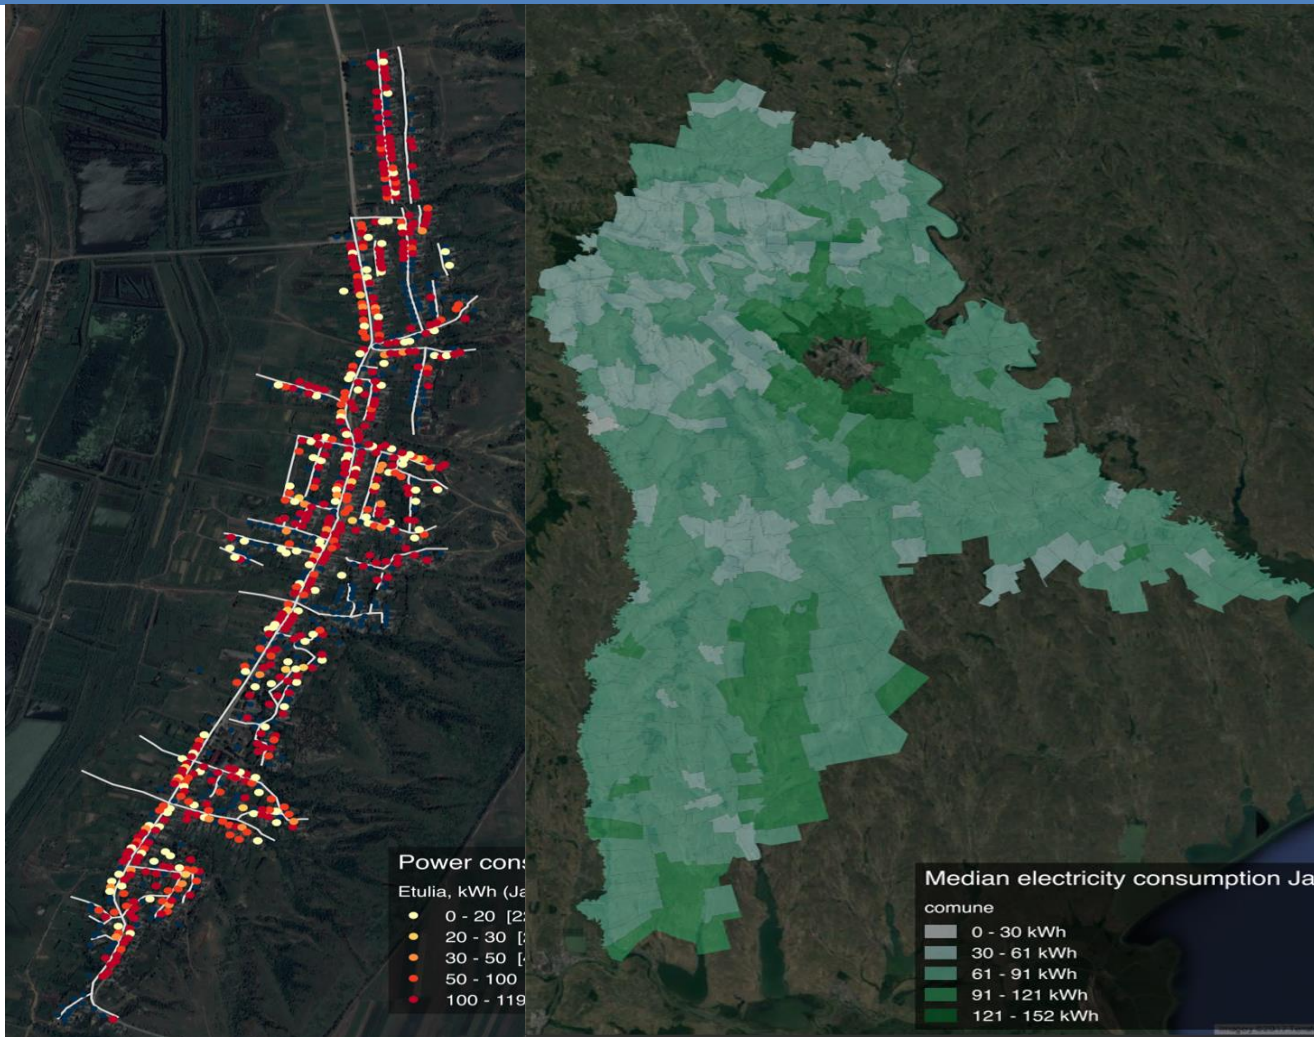 Power cons
Etulia, kWh (Ja
0 - 20 [2
20 - 30 [
30 - 50 [
50 - 100
100 - 119
Median electricity consumption Ja
comune
0 - 30 kWh
30 - 61 kWh
61 - 91 kWh
91 - 121 kWh
121 - 152 kWh